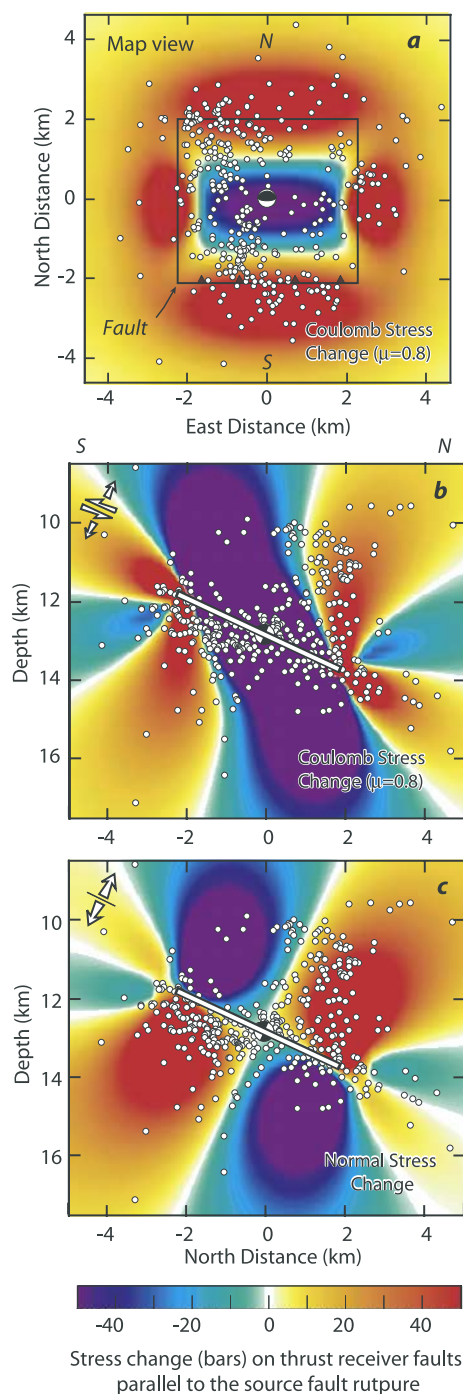 Map view
N
a
4
2
0
-2
-4
North Distance (km)
Fault
Coulomb Stress
Change (μ=0.8)
S
-4 -2 0 2 4
East Distance (km)
S N
b
10
12
14
16
Depth (km)
Coulomb Stress
Change (μ=0.8)
-4 -2 0 2 4
c
10
12
14
16
Depth (km)
Normal Stress
Change
-4 -2 0 2 4
North Distance (km)
-40 -20 0 20 40
Stress change (bars) on thrust receiver faults
parallel to the source fault rutpure